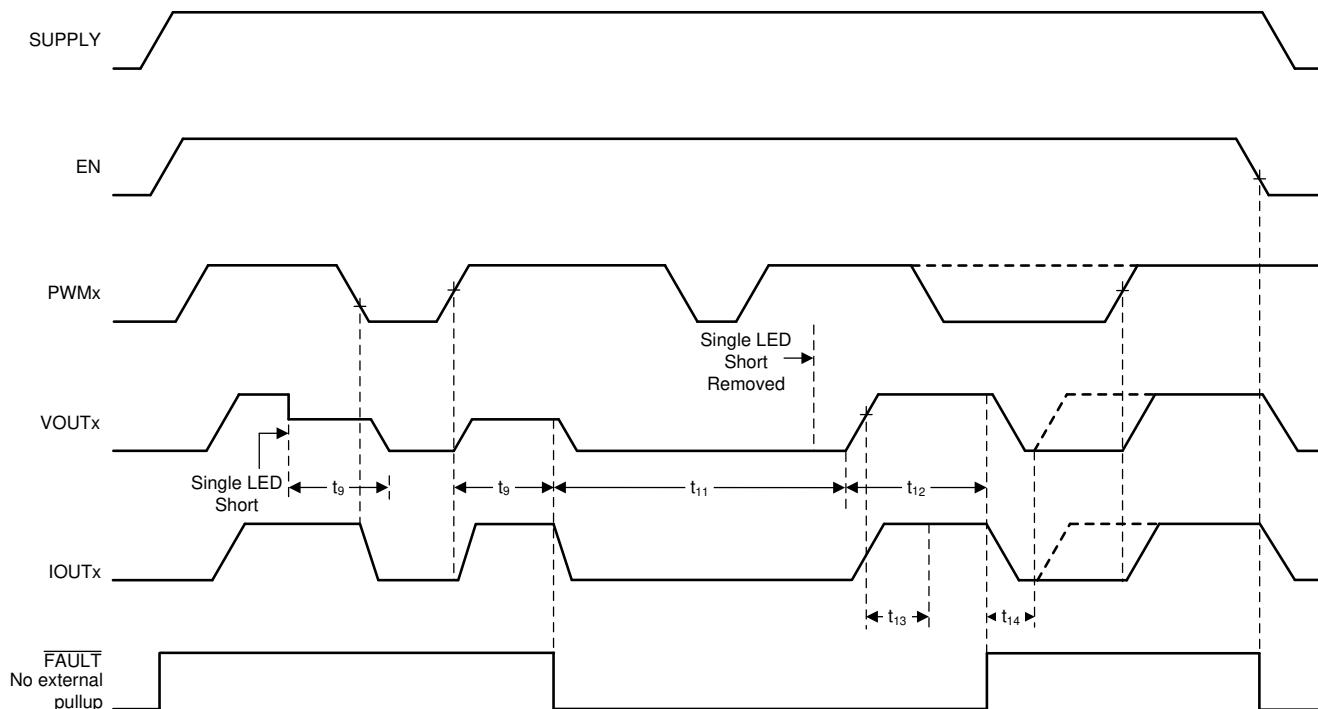 SUPPLY
EN
PWMx
Single LED
Short
Removed
VOUTx
Single LED
Short
t9
t9
t11
t12
IOUTx
t13
t14
FAULT
No external
pullup